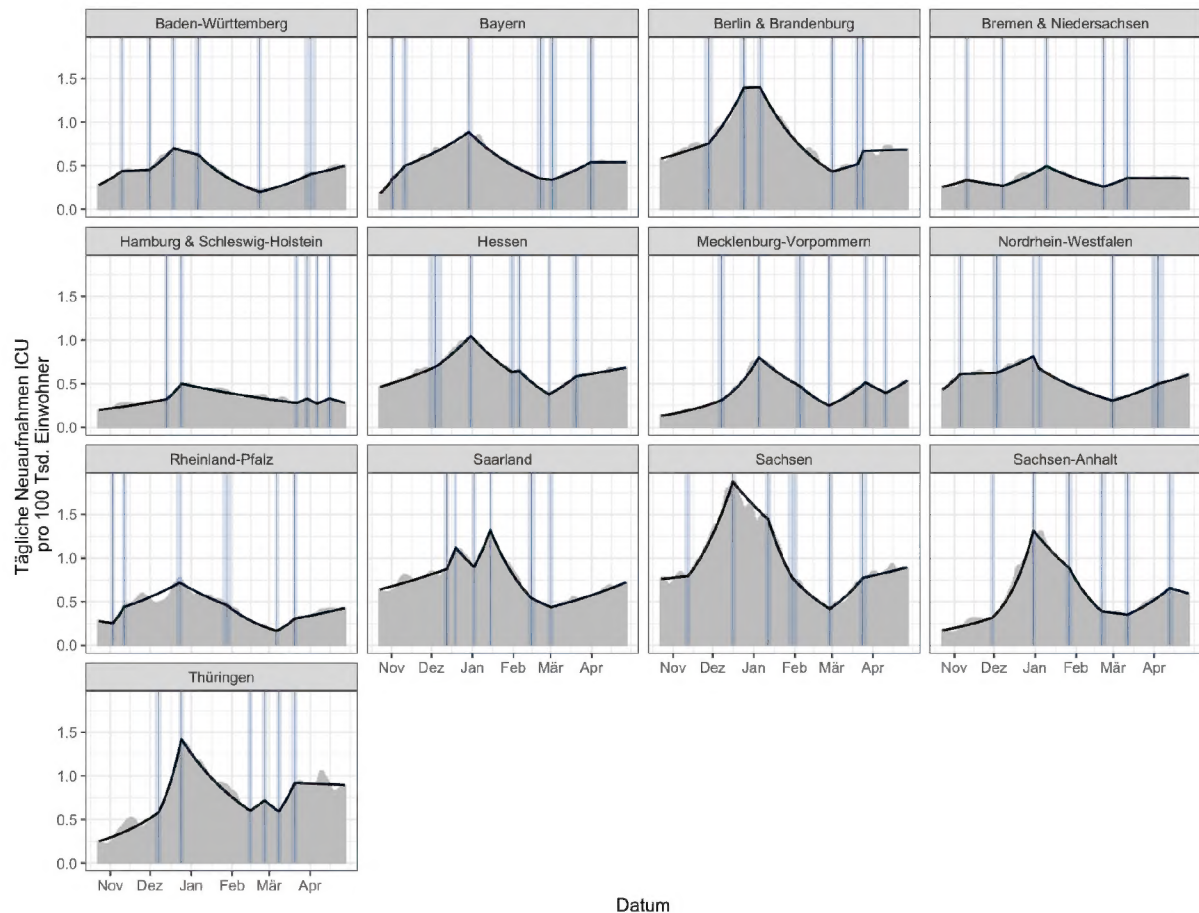 Baden-Württemberg
Bayern
Berlin & Brandenburg
Bremen & Niedersachsen
1.5
1.0
0.5
0.0
Hamburg & Schleswig-Holstein
Hessen
Mecklenburg-Vorpommern
Nordrhein-Westfalen
1.5
1.0
0.5
0.0
Tägliche Neuaufnahmen ICU
pro 100 Tsd. Einwohner
Rheinland-Pfalz
Saarland
Sachsen
Sachsen-Anhalt
1.5
1.0
0.5
0.0
Nov Dez Jan Feb Mär Apr
Nov Dez Jan Feb Mär Apr
Nov Dez Jan Feb Mär Apr
Thüringen
1.5
1.0
0.5
0.0
Nov Dez Jan Feb Mär Apr
Datum